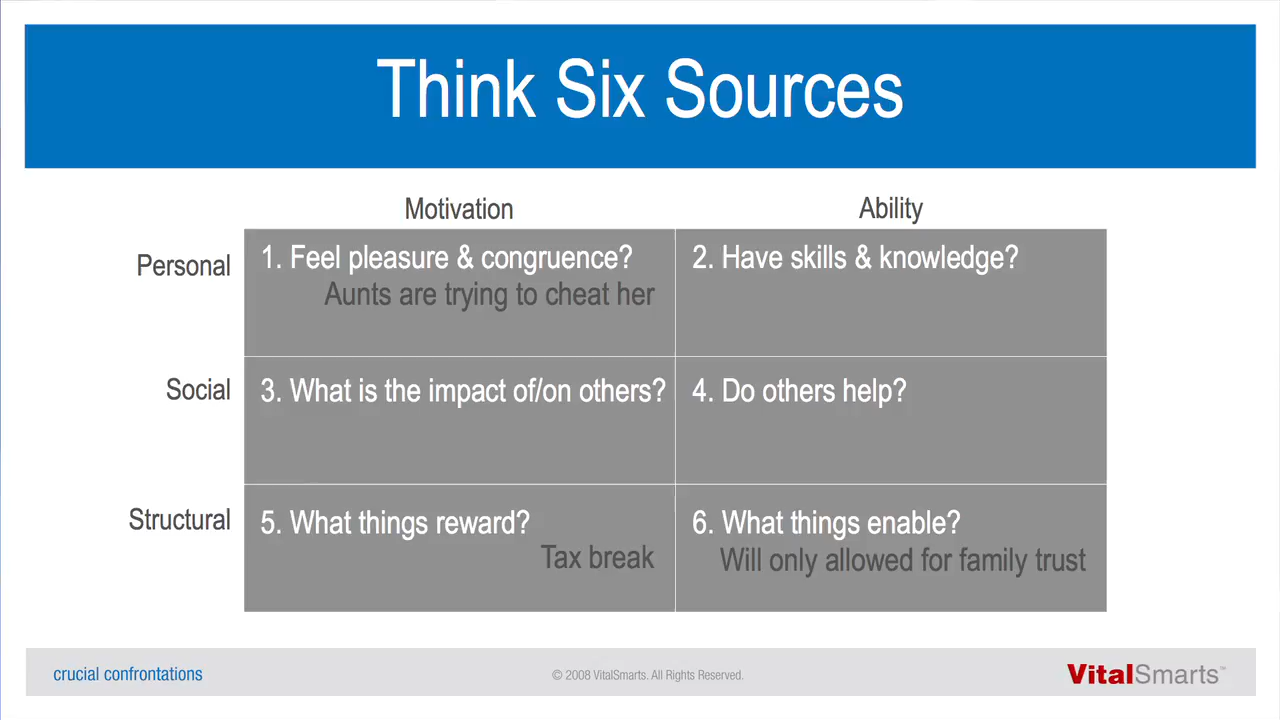 Think Six Sources
Motivation
Ability
Personal
1. Feel pleasure & congruence?
Aunts are trying to cheat her
2. Have skills & knowledge?
Social
3. What is the impact of/on others?
4. Do others help?
Structural
5. What things reward?
Tax break
6. What things enable?
Will only allowed for family trust
crucial confrontations
© 2008 VitalSmarts. All Rights Reserved.
VitalSmarts™